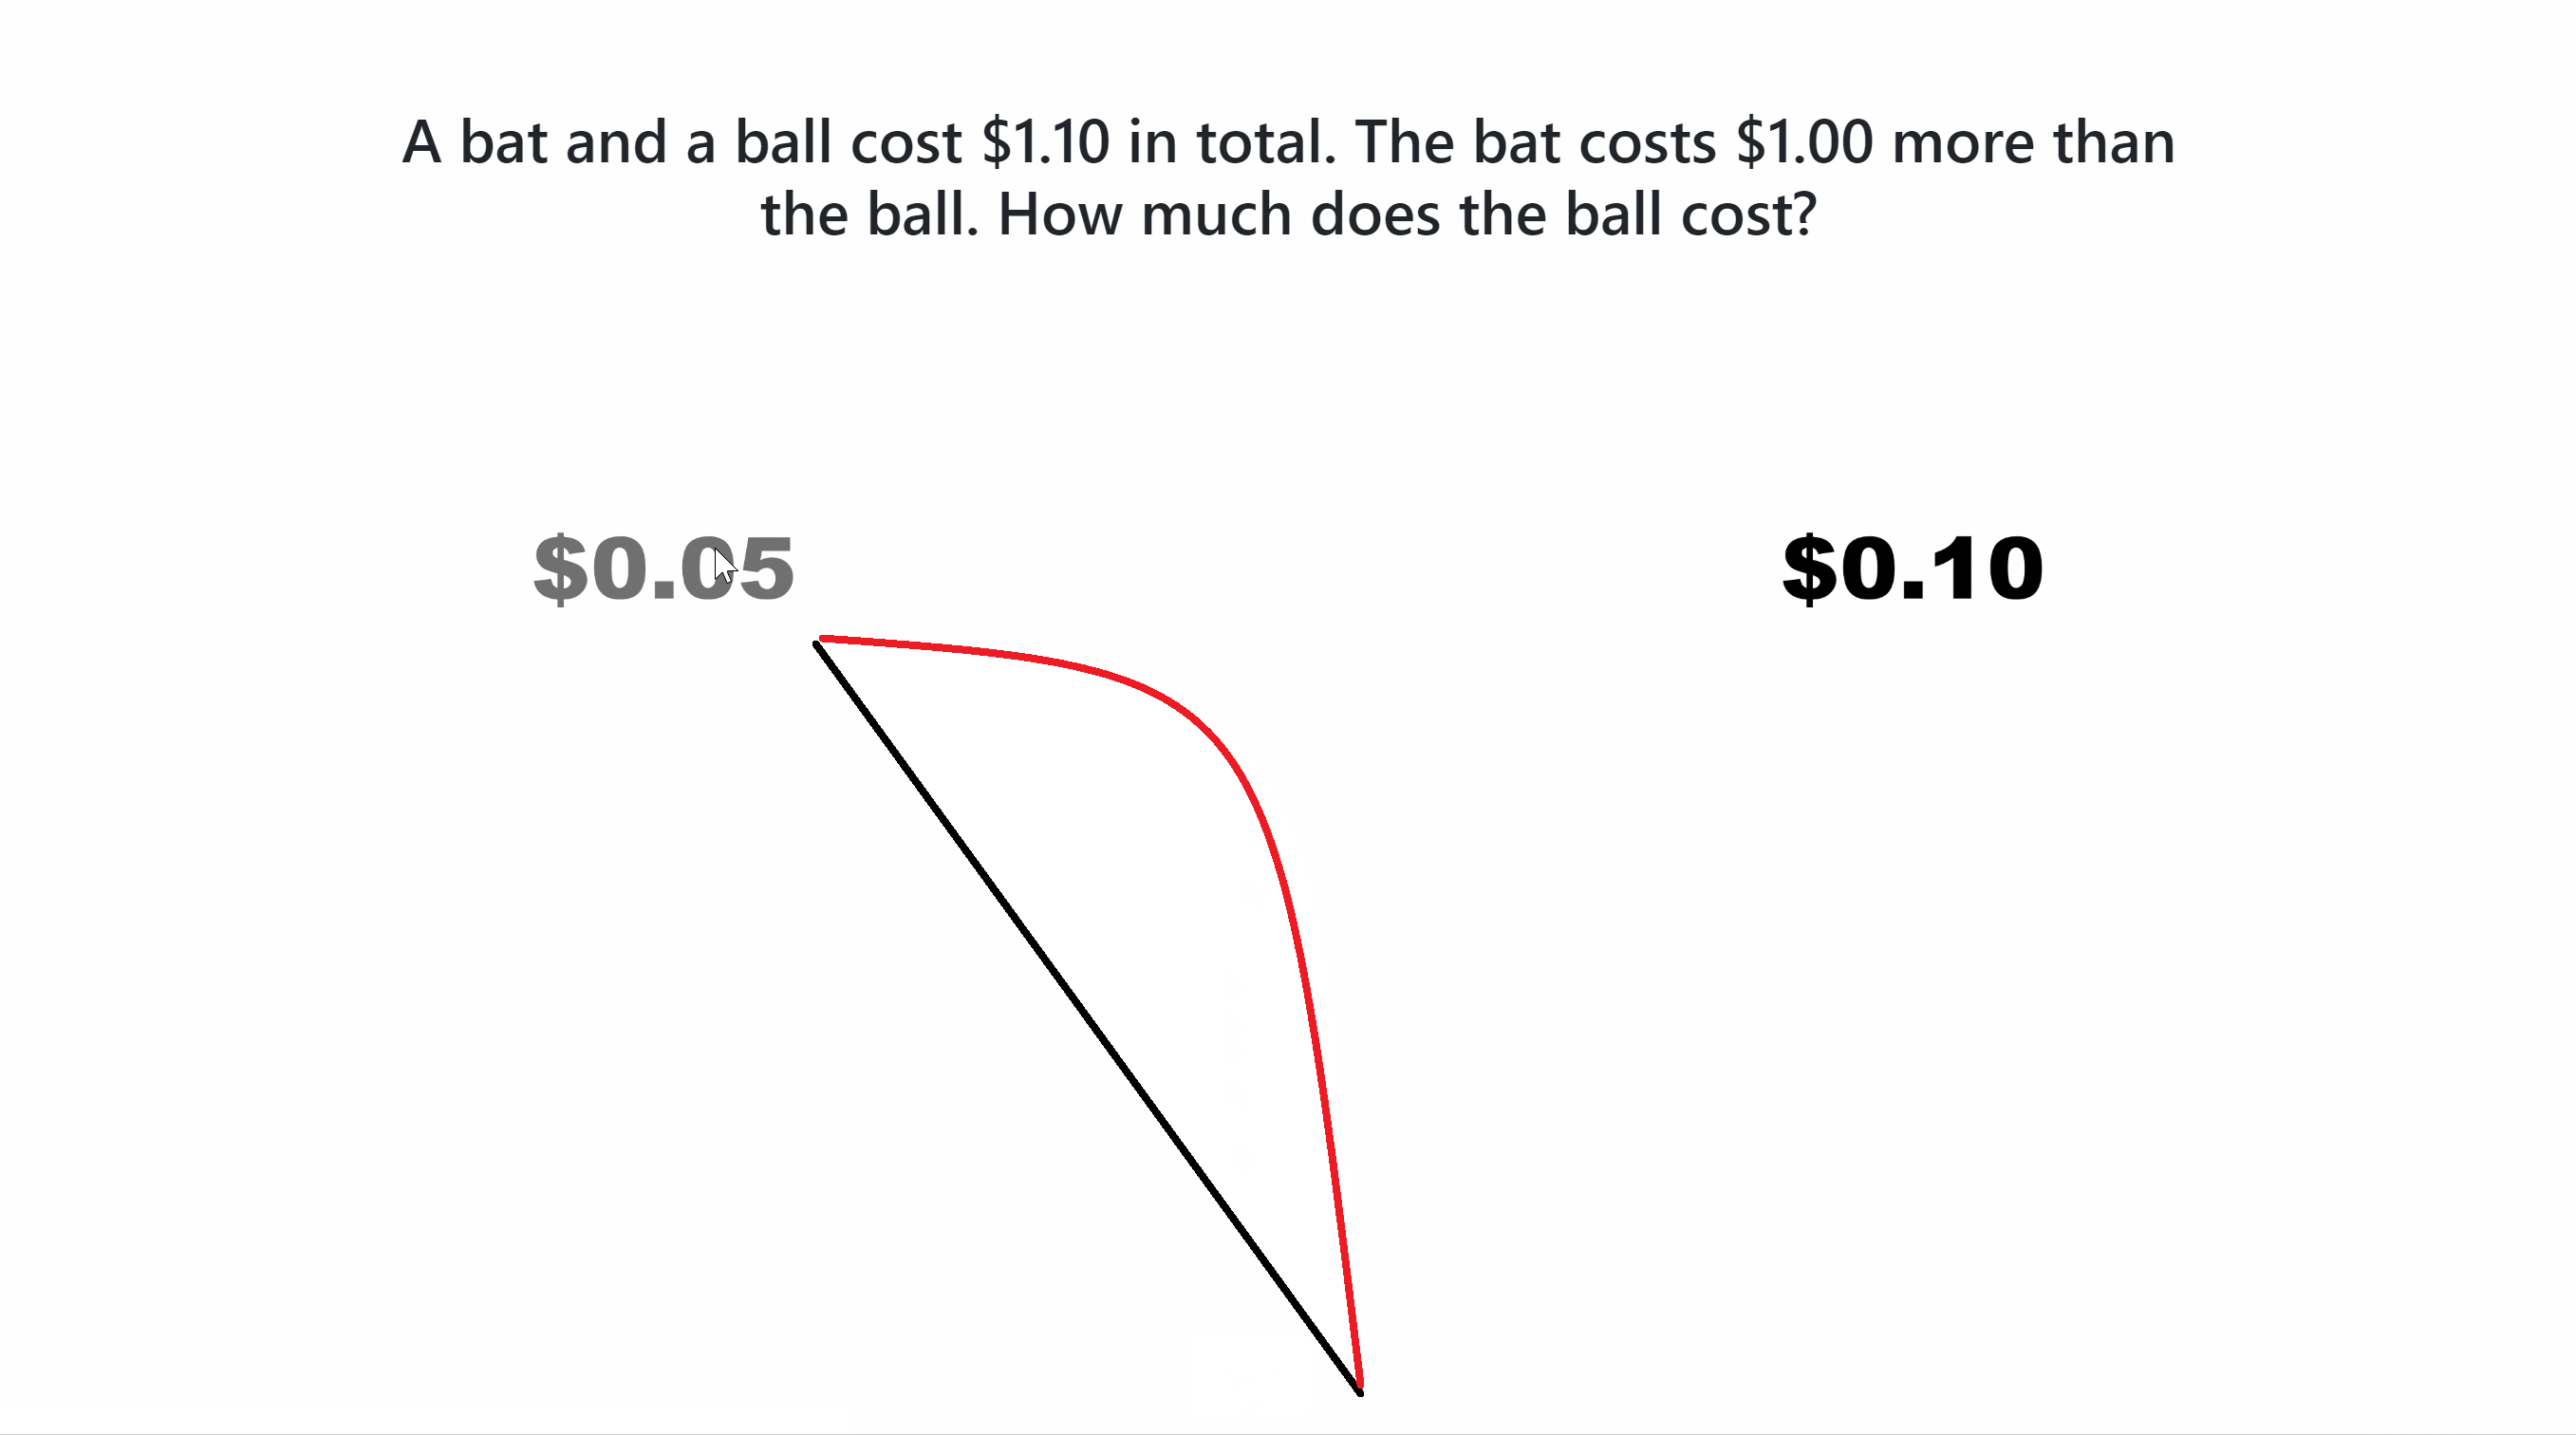 A bat and a ball cost $1.10 in total. The bat costs $1.00 more than
the ball. How much does the ball cost?
$0.05
$0.10